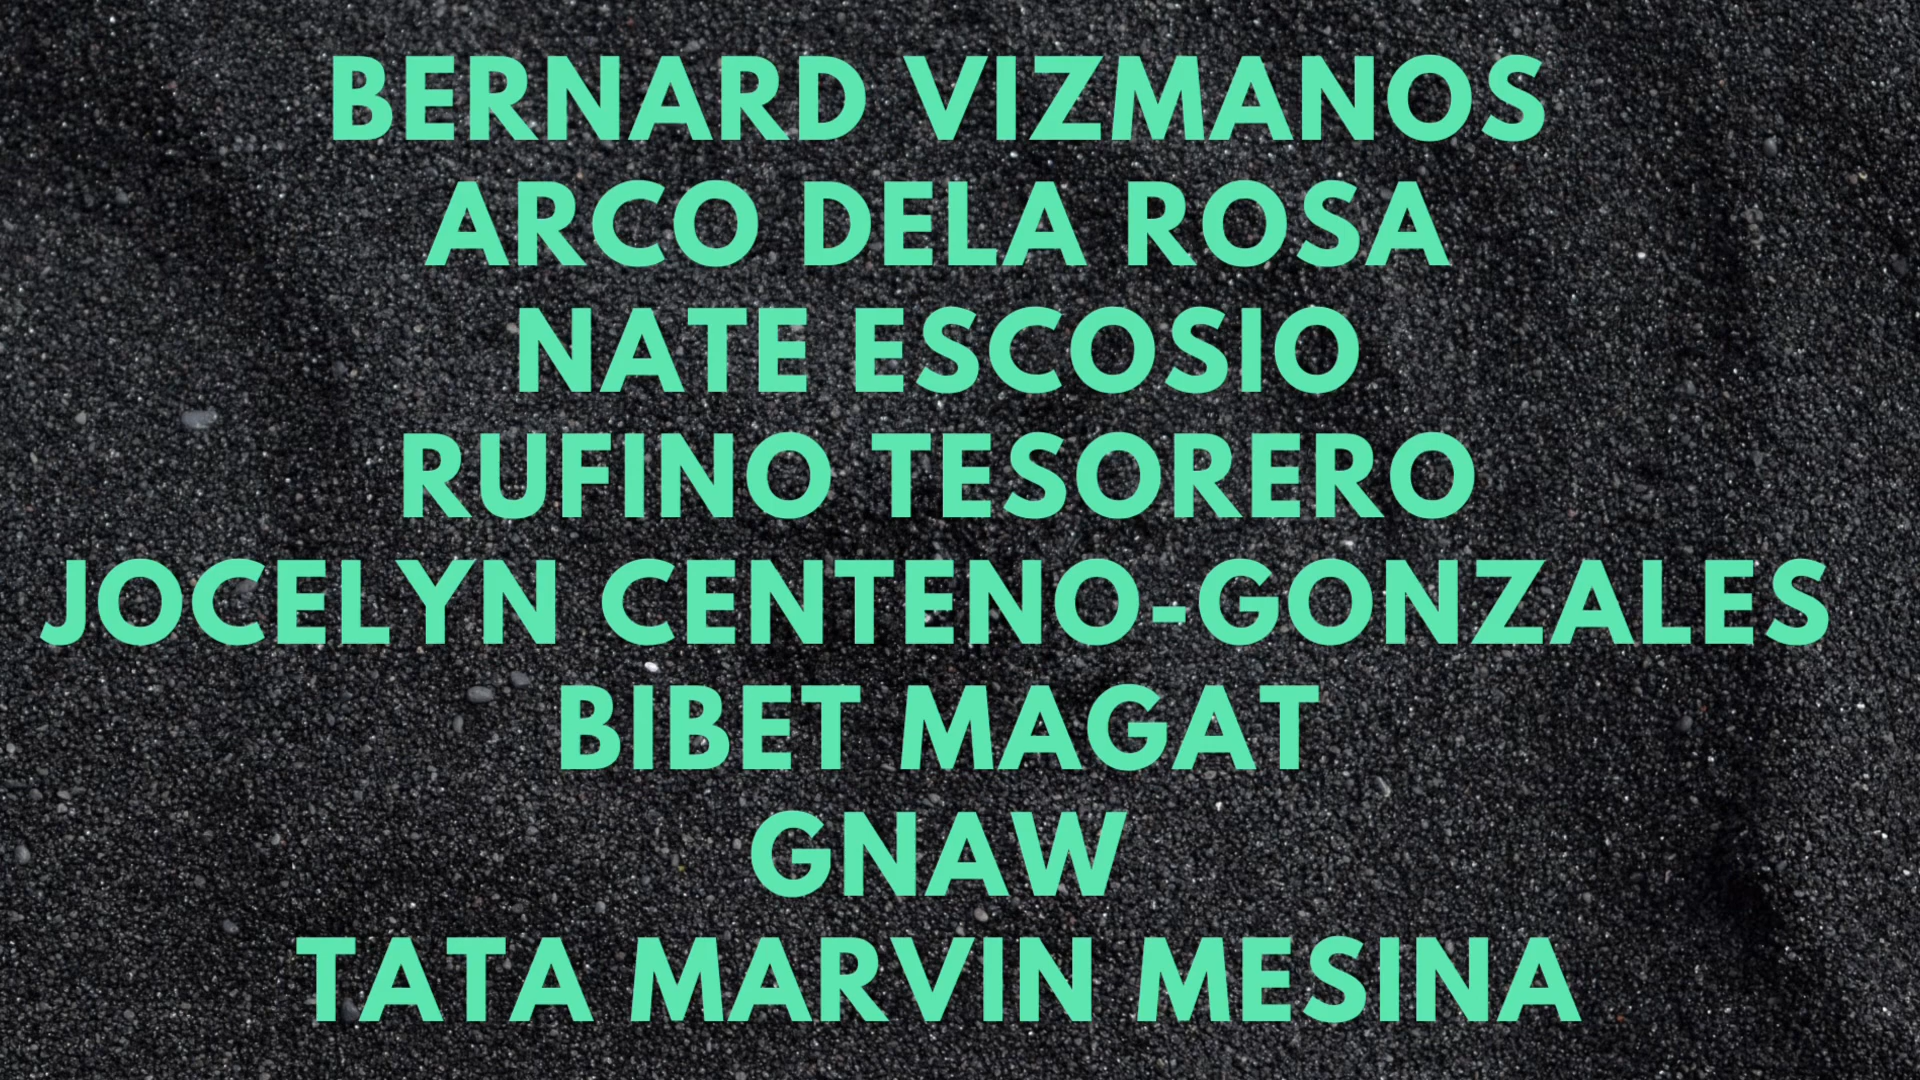 BERNARD VIZMANOS
ARCO DELA ROSA
NATE ESCOSIO
RUFINO TESORERO
JOCELYN CENTENO-GONZALES
BIBET MAGAT
GNAW
TATA MARVIN MESINA